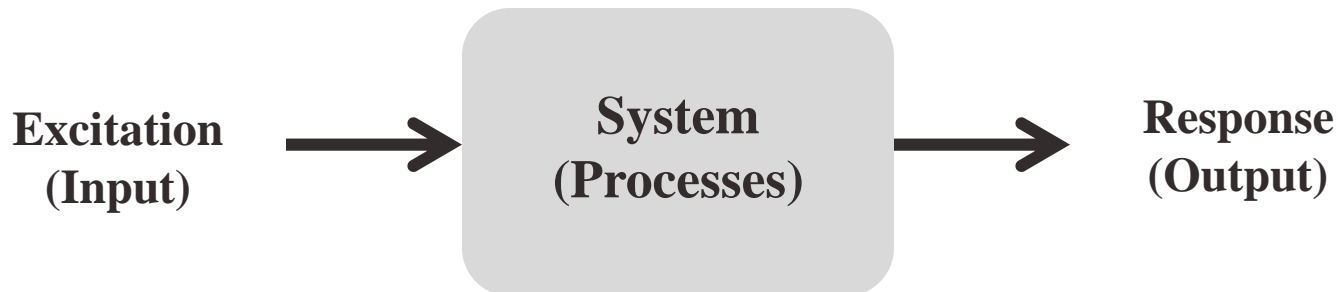 Excitation
(Input)
System
(Processes)
Response
(Output)